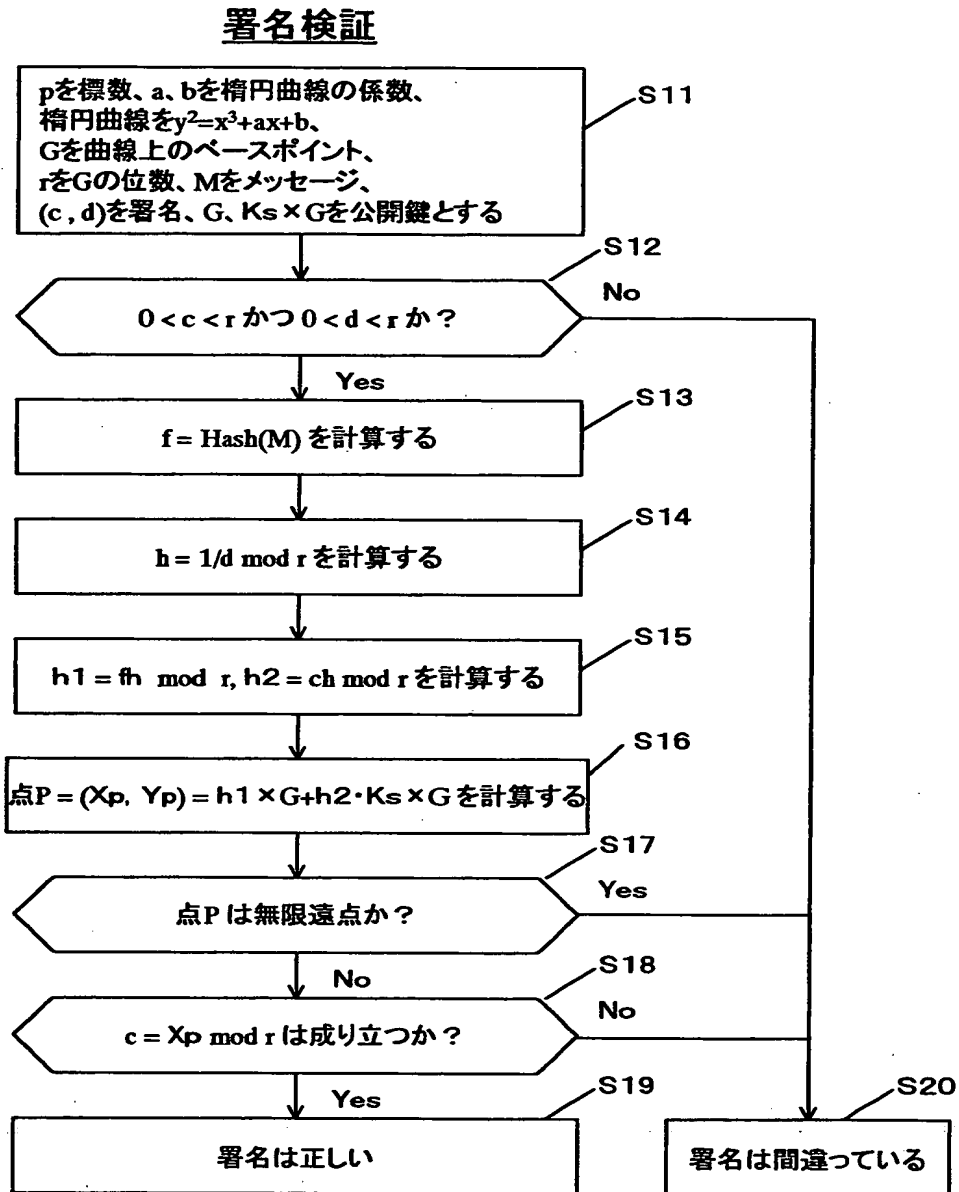 署名検証
pを標数、a、bを楕円曲線の係数、
楕円曲線をy²=x³+ax+b、
Gを曲線上のベースポイント、
rをGの位数、Mをメッセージ、
(c , d)を署名、G、Ks×Gを公開鍵とする
S11
S12
0 < c < r かつ 0 < d < r か？
No
Yes
S13
f = Hash(M) を計算する
S14
h = 1/d mod r を計算する
S15
h1 = fh mod r, h2 = ch mod r を計算する
S16
点P = (Xp, Yp) = h1×G+h2・Ks×G を計算する
S17
点P は無限遠点か？
Yes
No
S18
c = Xp mod r は成り立つか？
No
Yes
S19
署名は正しい
S20
署名は間違っている